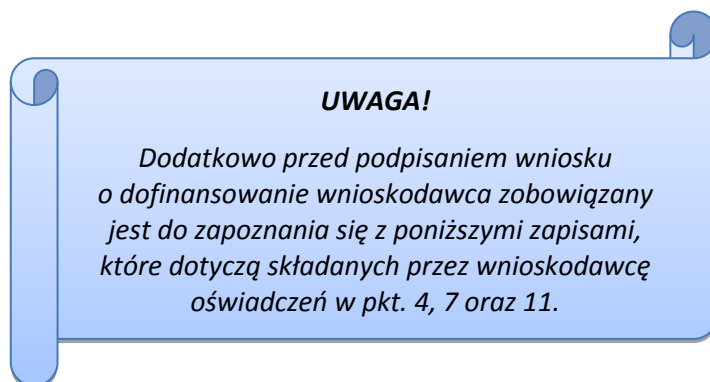 UWAGA!
Dodatkowo przed podpisaniem wniosku
o dofinansowanie wnioskodawca zobowiązany
jest do zapoznania się z poniższymi zapisami,
które dotyczą składanych przez wnioskodawcę
oświadczeń w pkt. 4, 7 oraz 11.